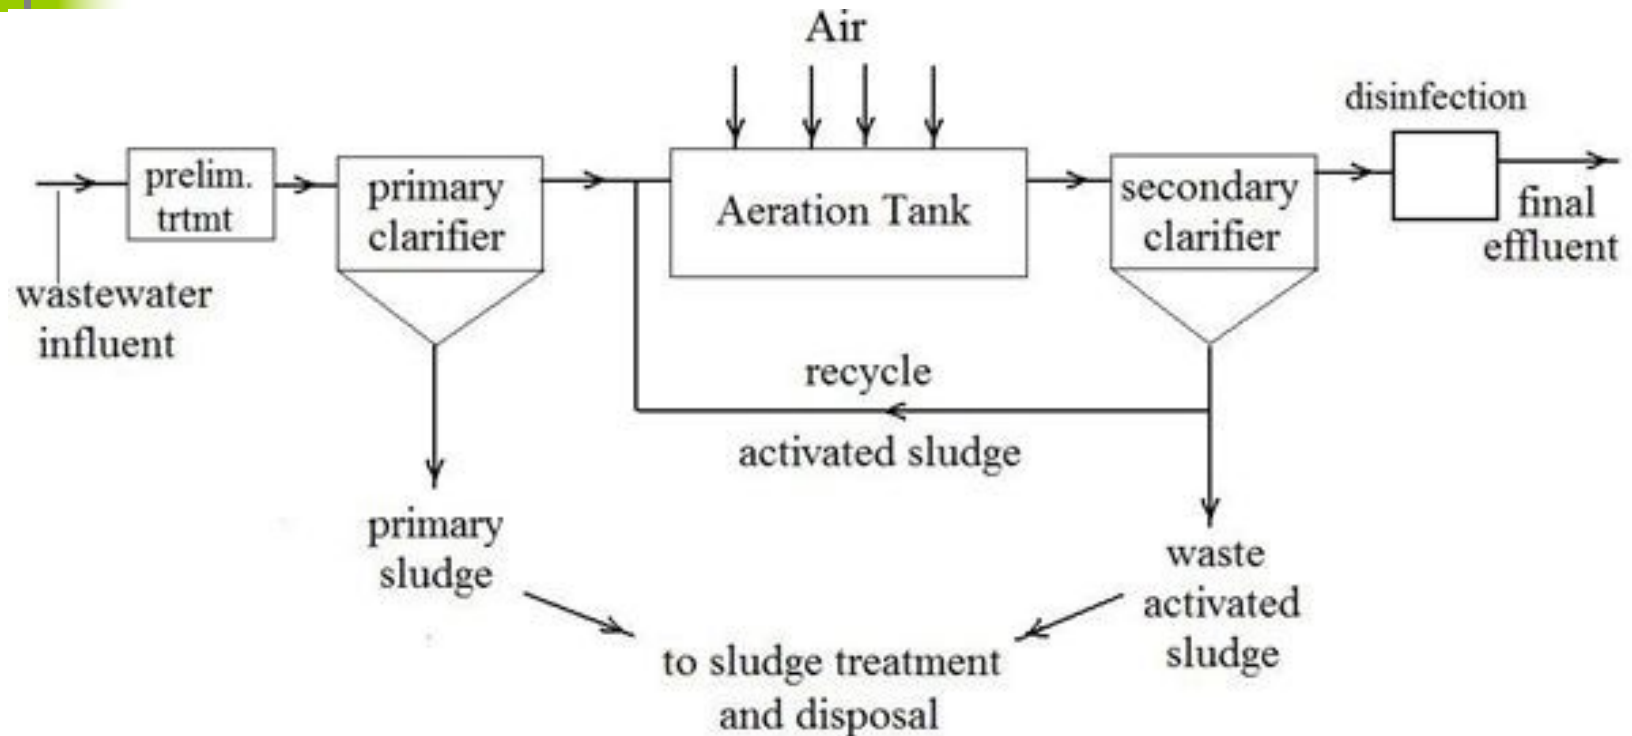 Air
disinfection
prelim.
trtmt
primary
clarifier
Aeration Tank
secondary
clarifier
final
effluent
wastewater
influent
recycle
activated sludge
primary
sludge
waste
activated
sludge
to sludge treatment
and disposal